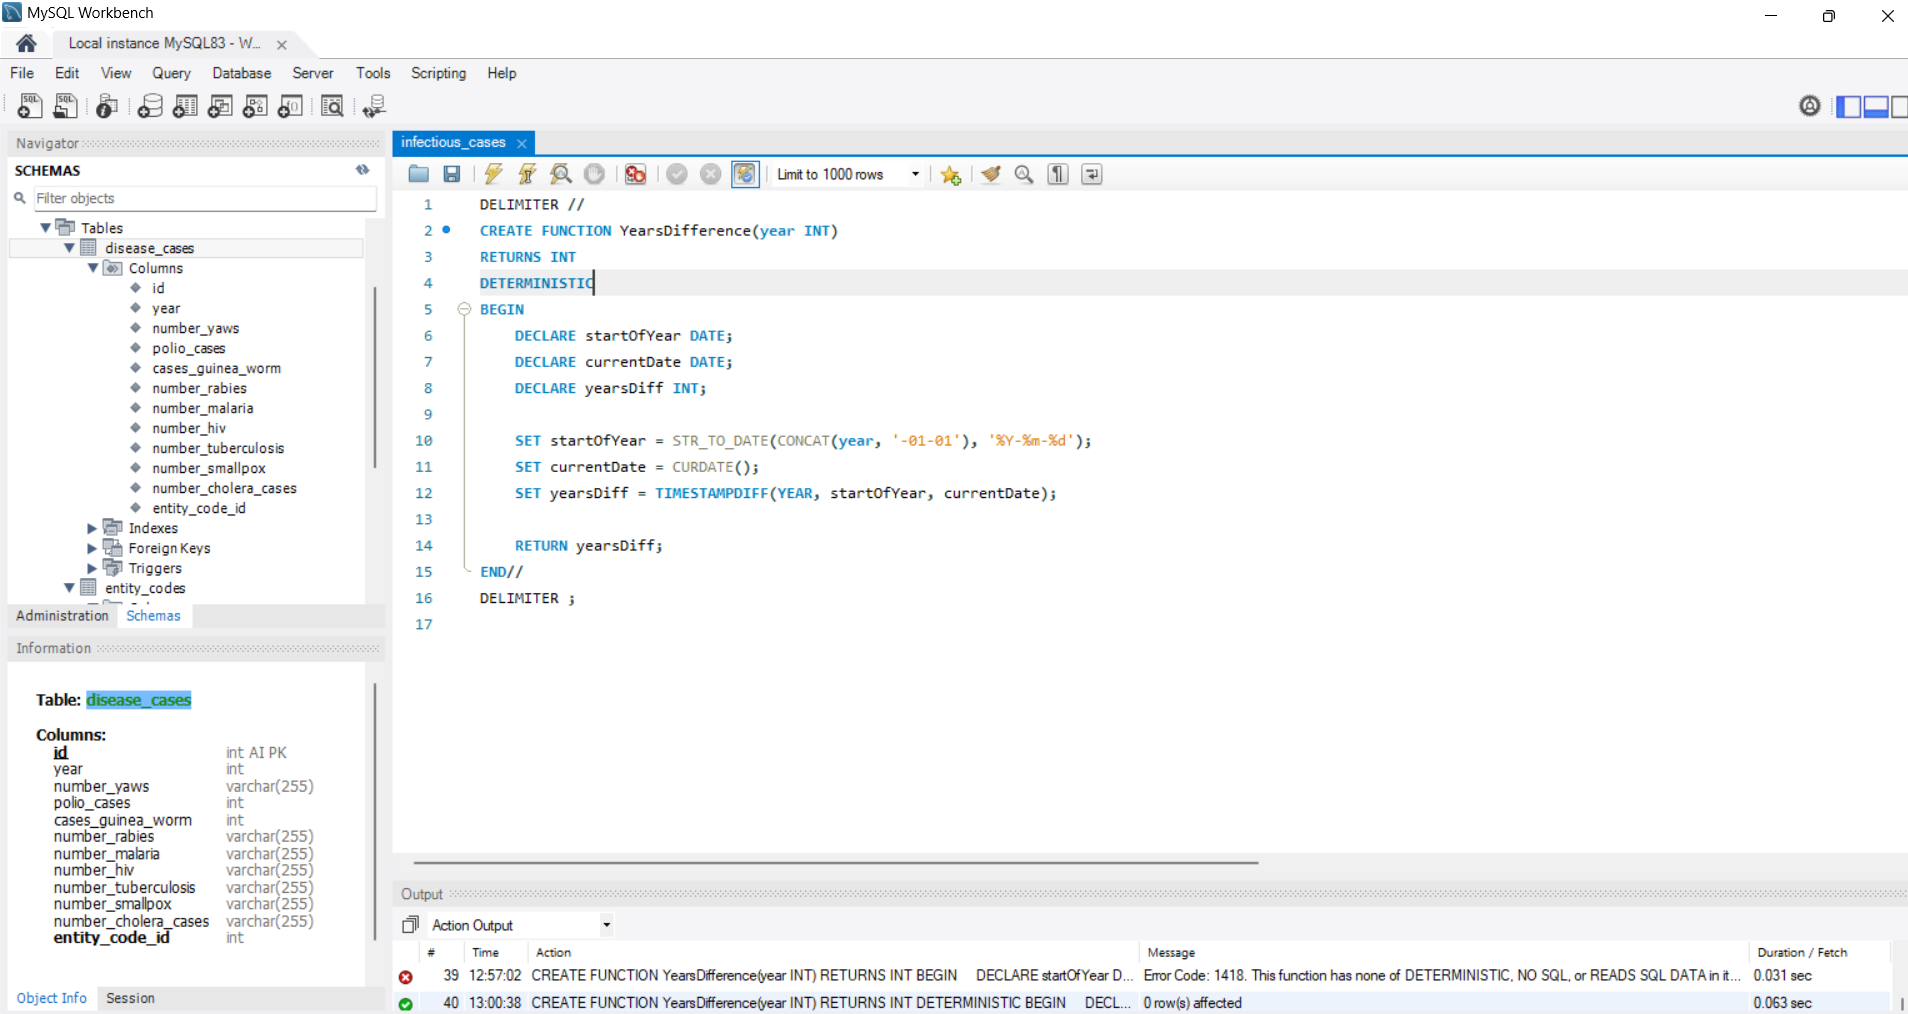 MySQL Workbench
Local instance MySQL83 - W...
File Edit View Query Database Server Tools Scripting Help
Navigator
SCHEMAS
Filter objects
Tables
disease_cases
Columns
id
year
number_yaws
polio_cases
cases_guinea_worm
number_rabies
number_malaria
number_hiv
number_tuberculosis
number_smallpox
number_cholera_cases
entity_code_id
Indexes
Foreign Keys
Triggers
entity_codes
Administration Schemas
Information
Table: disease_cases
Columns:
id int AI PK
year int
number_yaws varchar(255)
polio_cases int
cases_guinea_worm int
number_rabies varchar(255)
number_malaria varchar(255)
number_hiv varchar(255)
number_tuberculosis varchar(255)
number_smallpox varchar(255)
number_cholera_cases varchar(255)
entity_code_id int
Object Info Session
infectious_cases
Limit to 1000 rows
1 DELIMITER //
2 CREATE FUNCTION YearsDifference(year INT)
3 RETURNS INT
4 DETERMINISTIC
5 BEGIN
6 DECLARE startOfYear DATE;
7 DECLARE currentDate DATE;
8 DECLARE yearsDiff INT;
9
10 SET startOfYear = STR_TO_DATE(CONCAT(year, '-01-01'), '%Y-%m-%d');
11 SET currentDate = CURDATE();
12 SET yearsDiff = TIMESTAMPDIFF(YEAR, startOfYear, currentDate);
13
14 RETURN yearsDiff;
15 END//
16 DELIMITER ;
17
Output
Action Output
# Time Action Message Duration / Fetch
39 12:57:02 CREATE FUNCTION YearsDifference(year INT) RETURNS INT BEGIN DECLARE startOfYear D... Error Code: 1418. This function has none of DETERMINISTIC, NO SQL, or READS SQL DATA in it... 0.031 sec
40 13:00:38 CREATE FUNCTION YearsDifference(year INT) RETURNS INT DETERMINISTIC BEGIN DECL... 0 row(s) affected 0.063 sec